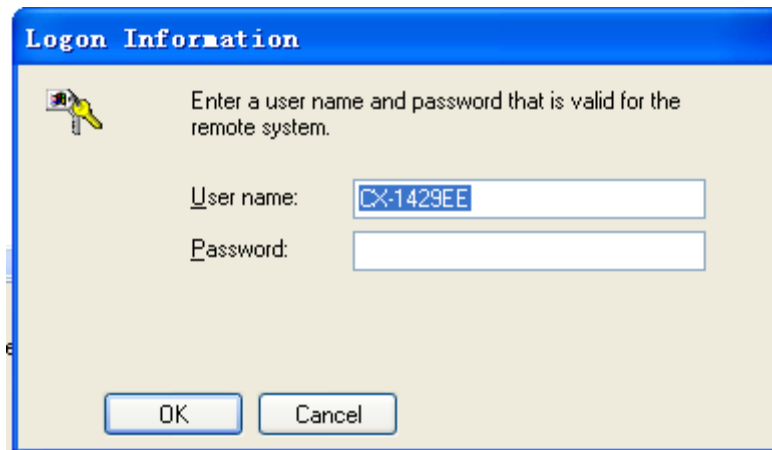 Logon Information
Enter a user name and password that is valid for the
remote system.
User name: CX-1429EE
Password:
OK Cancel